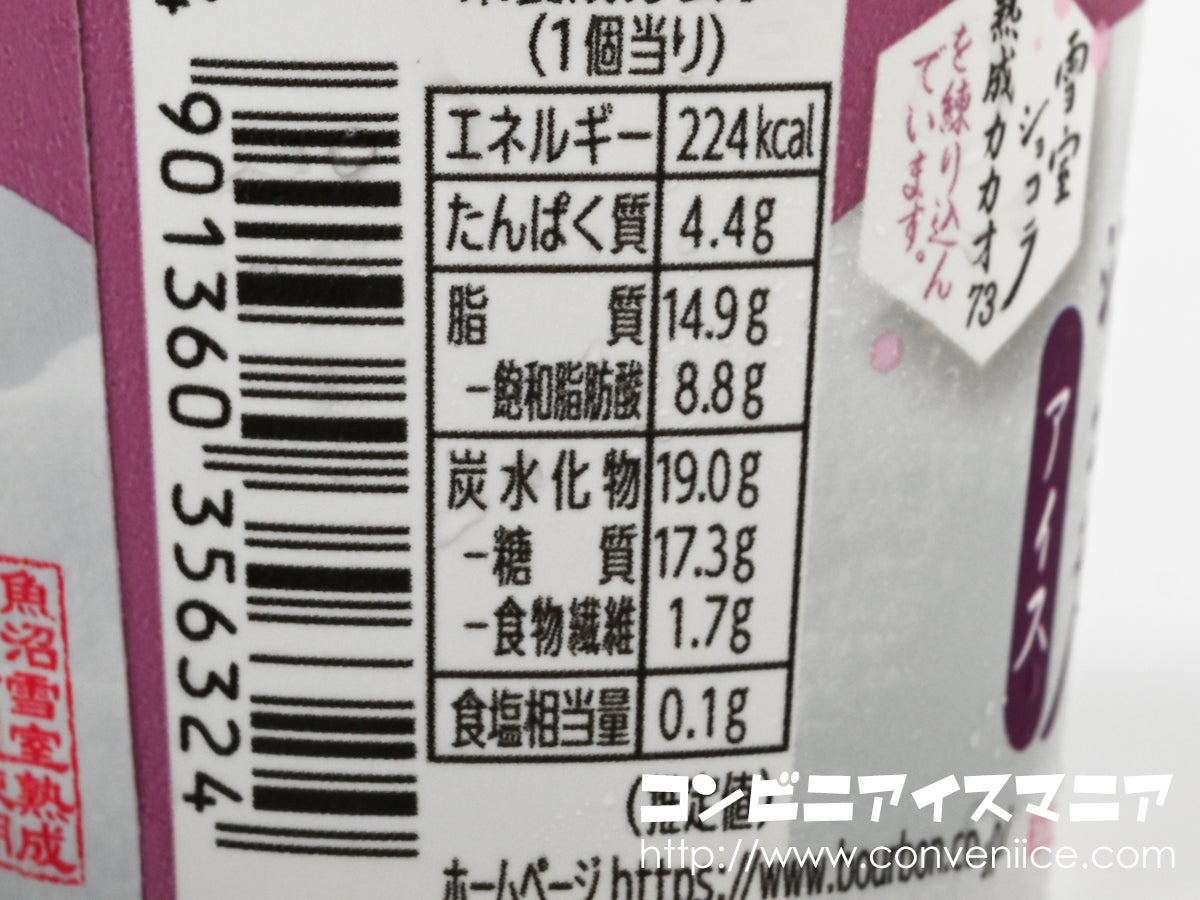 （1個当り）
エネルギー 224kcal
たんぱく質 4.4g
脂質 14.9g
－飽和脂肪酸 8.8g
炭水化物 19.0g
－糖質 17.3g
－食物繊維 1.7g
食塩相当量 0.1g
（推定値）
ホームページ https://www.bourbon.co.jp
4 901360 356324
雪室
ショコラ
熟成カカオ73
を練り込ん
でいます。
アイス
魚沼雪室熟成
コンビニアイスマニア
http://www.conveniice.com